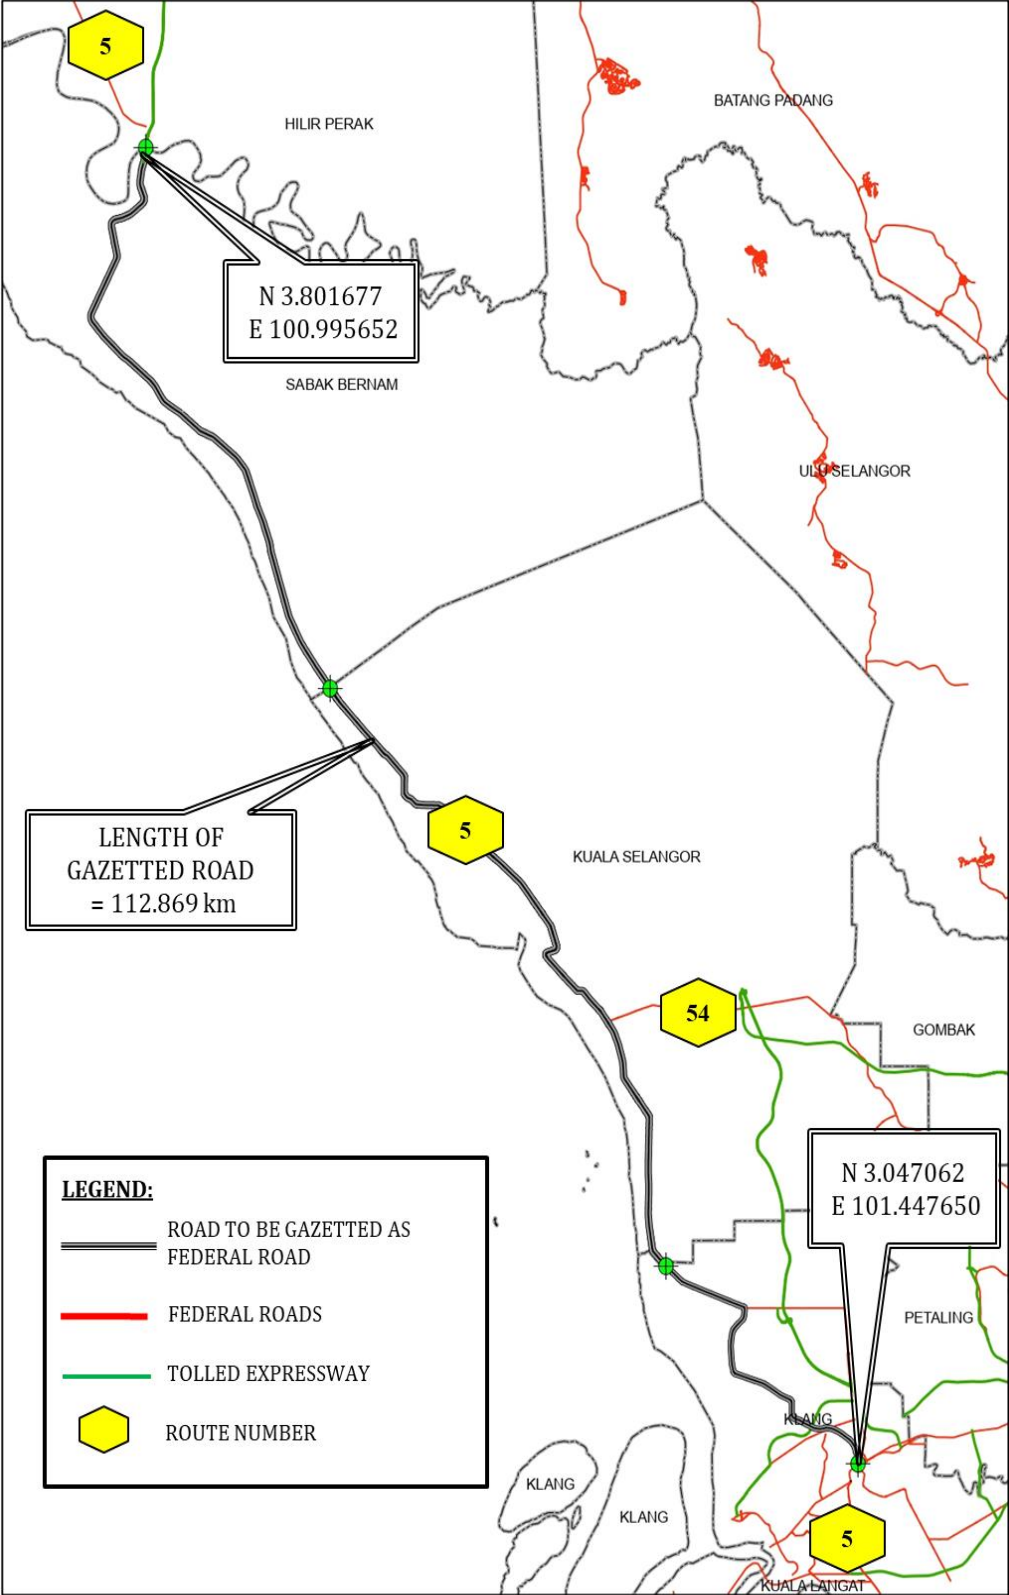 5
BATANG PADANG
HILIR PERAK
N 3.801677
E 100.995652
SABAK BERNAM
ULU SELANGOR
LENGTH OF
GAZETTED ROAD
= 112.869 km
5
KUALA SELANGOR
54
GOMBAK
N 3.047062
E 101.447650
LEGEND:
ROAD TO BE GAZETTED AS
FEDERAL ROAD
FEDERAL ROADS
TOLLED EXPRESSWAY
ROUTE NUMBER
PETALING
KLANG
KLANG
KLANG
5
KUALA LANGAT